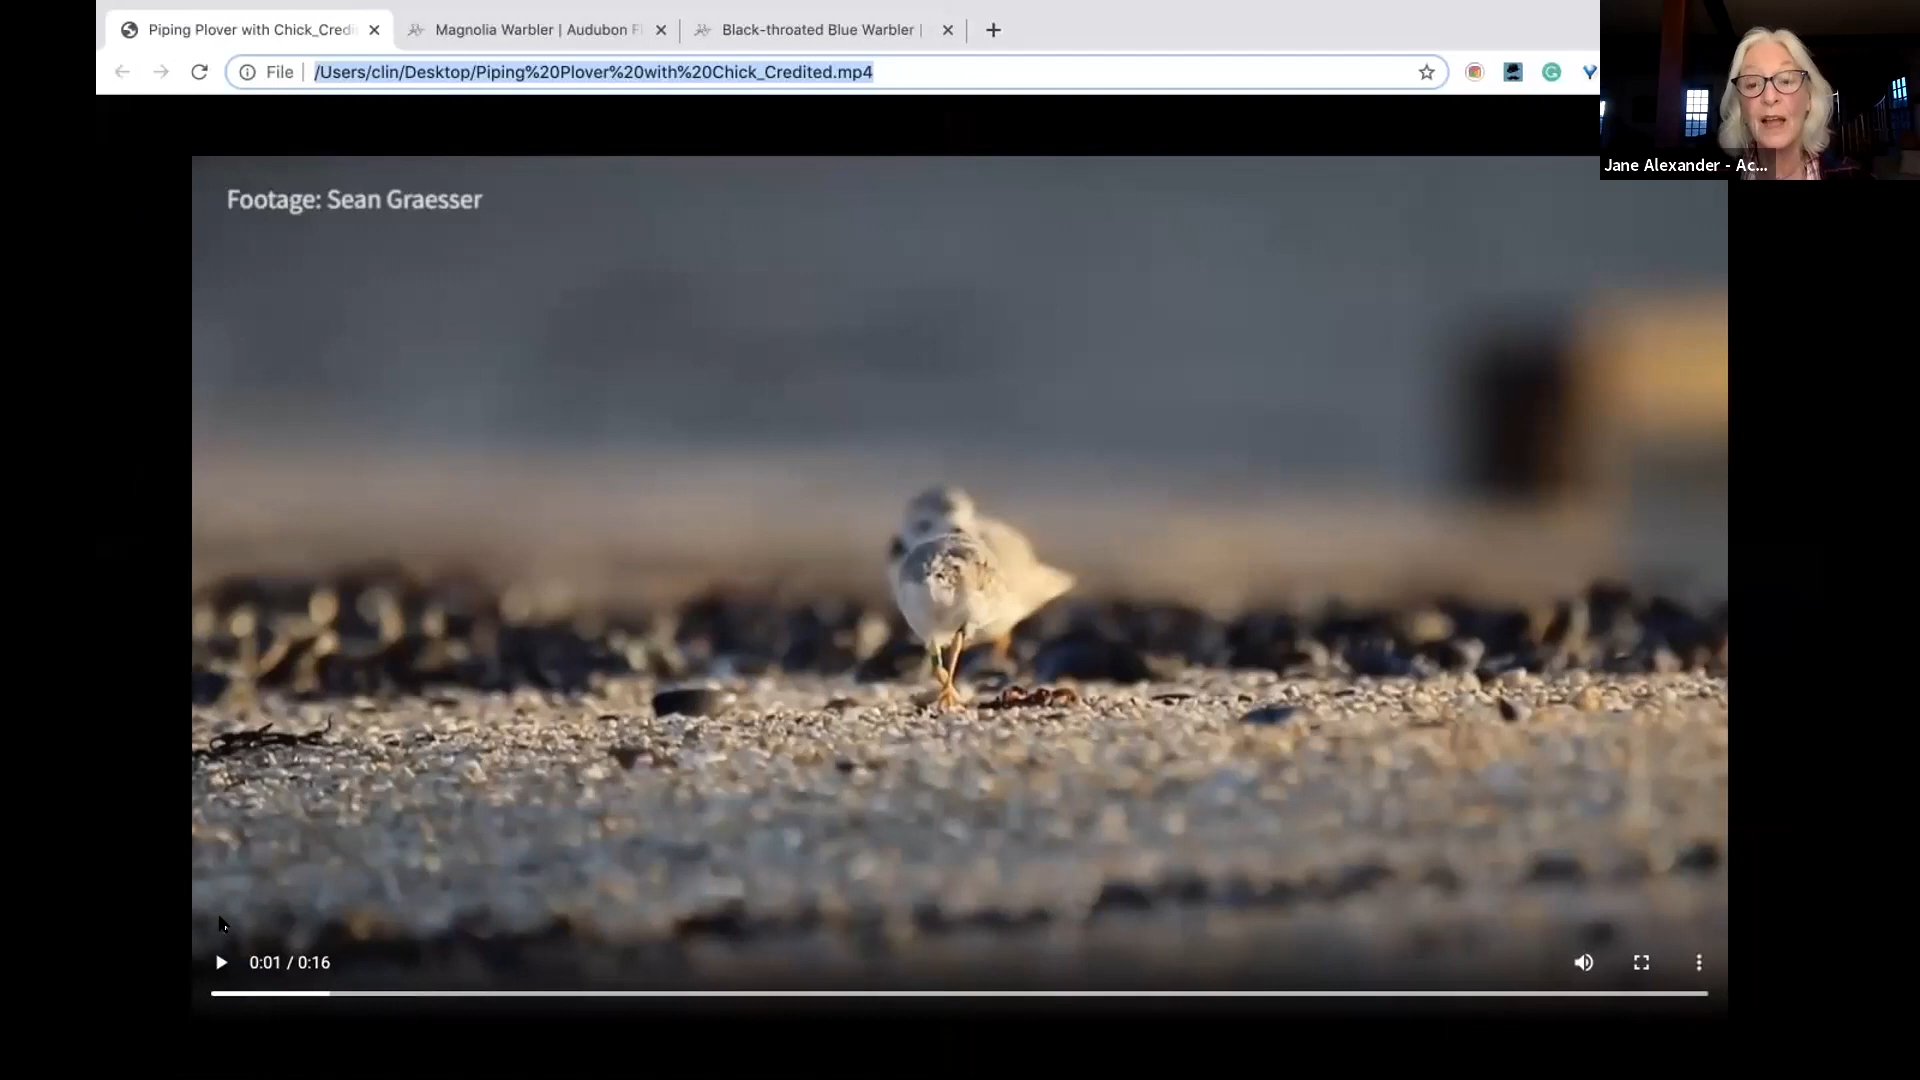 Piping Plover with Chick_Credi
Magnolia Warbler | Audubon F
Black-throated Blue Warbler |
File
/Users/clin/Desktop/Piping%20Plover%20with%20Chick_Credited.mp4
Jane Alexander - Ac...
Footage: Sean Graesser
0:01 / 0:16